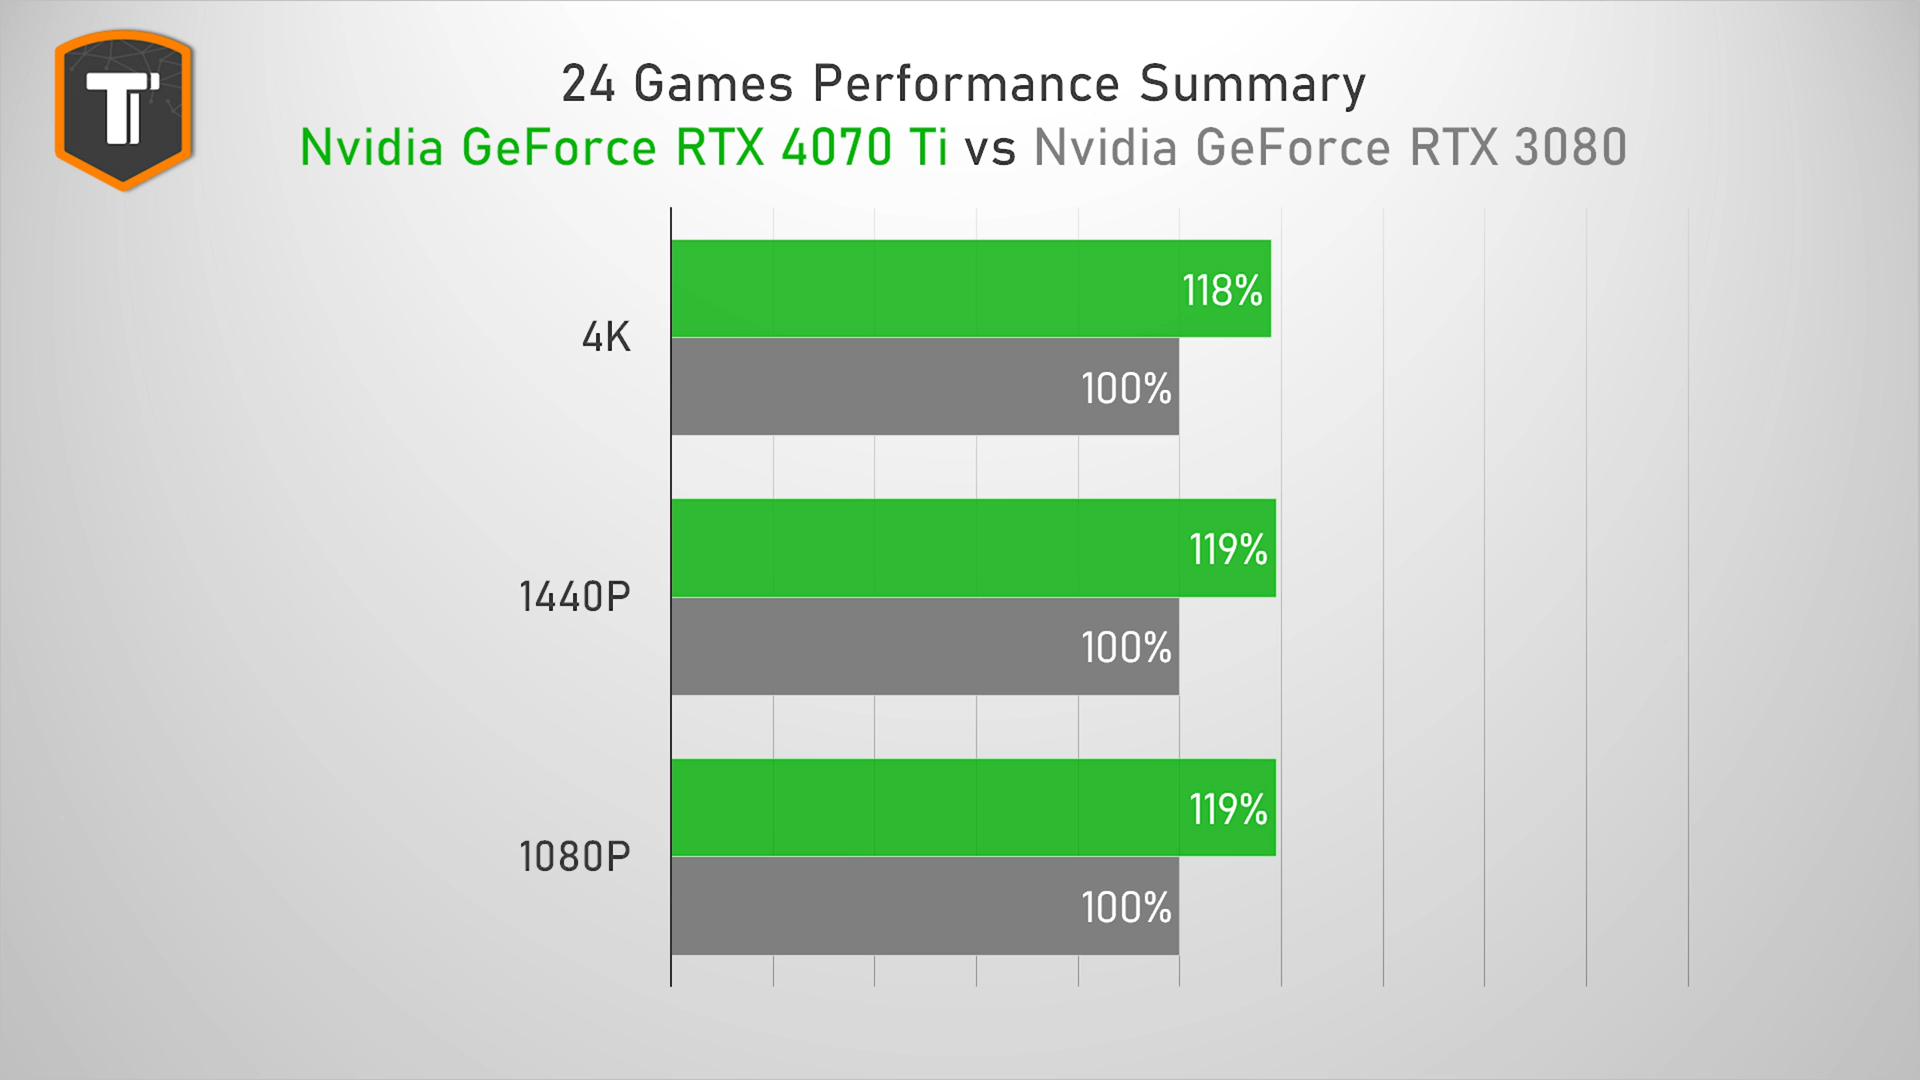 24 Games Performance Summary
Nvidia GeForce RTX 4070 Ti vs Nvidia GeForce RTX 3080
118%
4K
100%
119%
1440P
100%
119%
1080P
100%